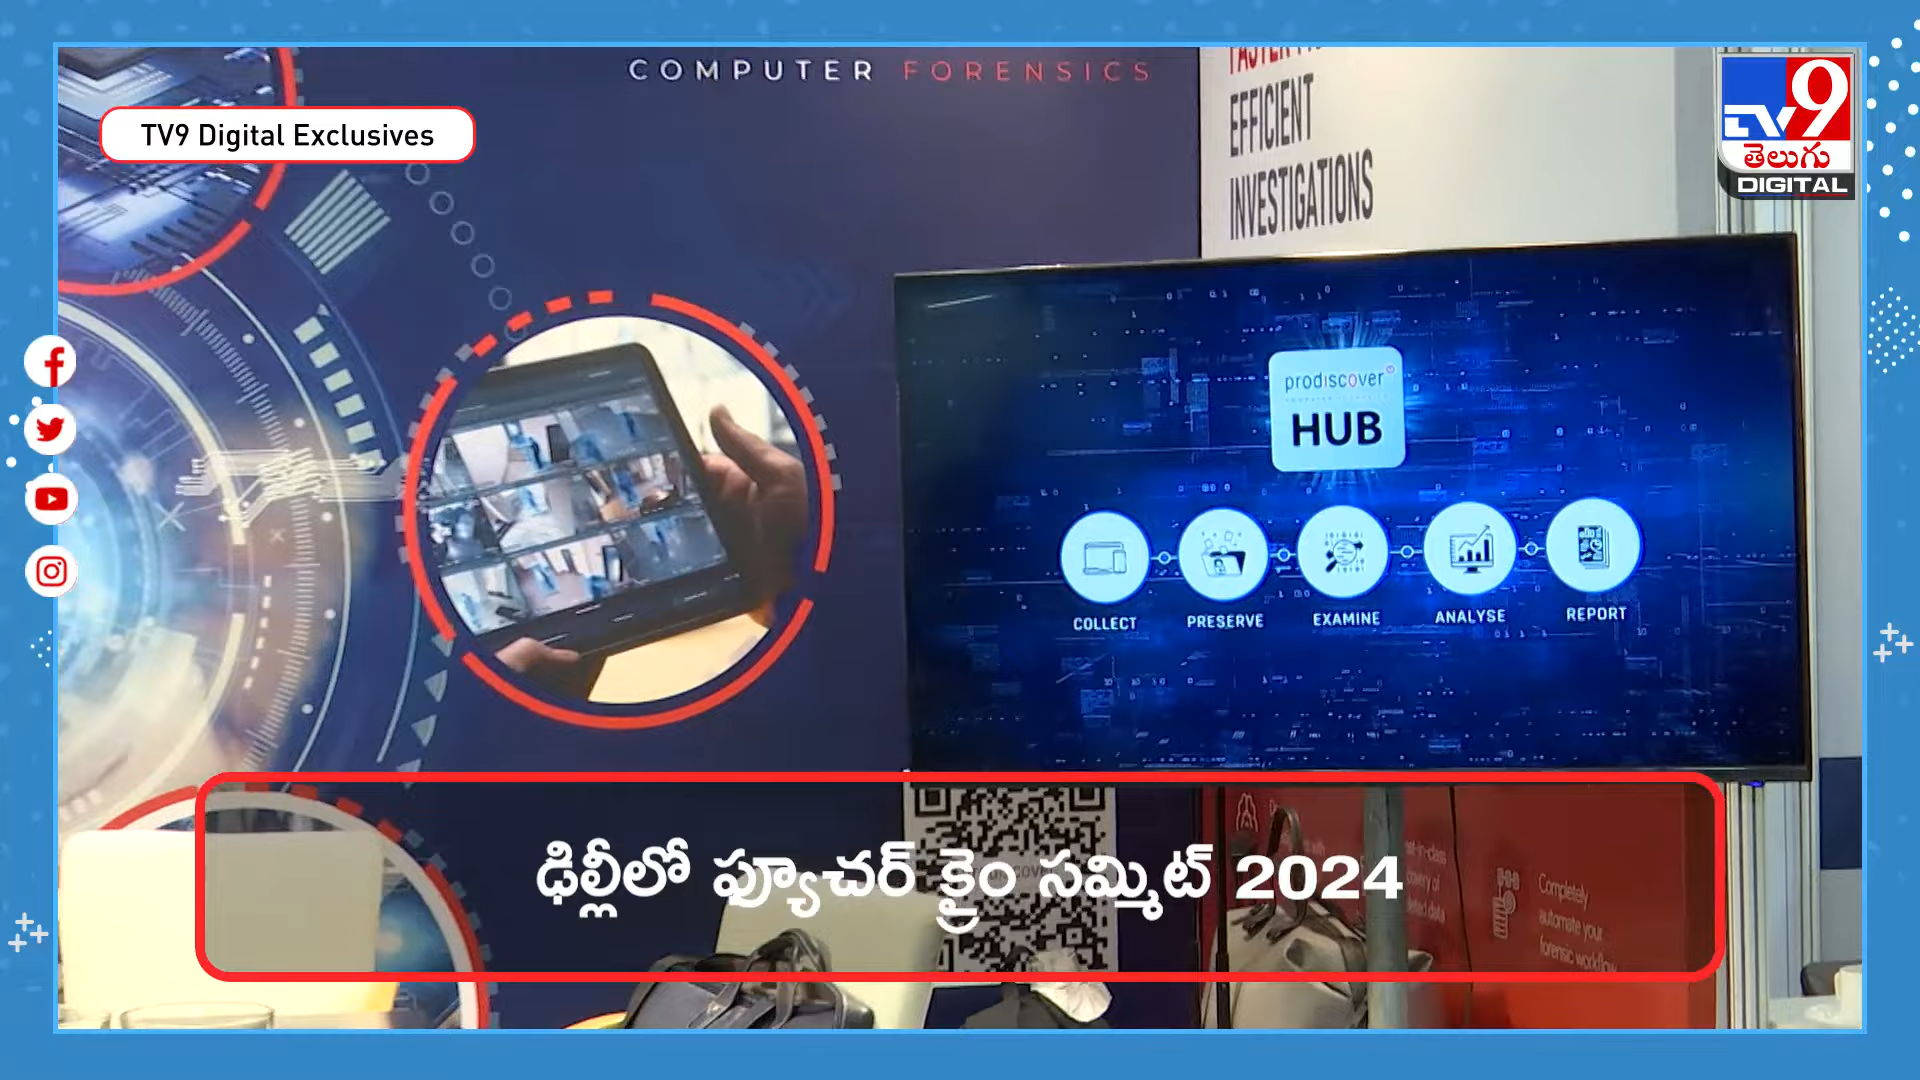 COMPUTER FORENSICS
TV9 Digital Exclusives
EFFICIENT
INVESTIGATIONS
TV9
తెలుగు
DIGITAL
prodiscover
HUB
COLLECT
PRESERVE
EXAMINE
ANALYSE
REPORT
ఢిల్లీలో ఫ్యూచర్ క్రైం సమ్మిట్ 2024
Completely
automate your
forensic workflow